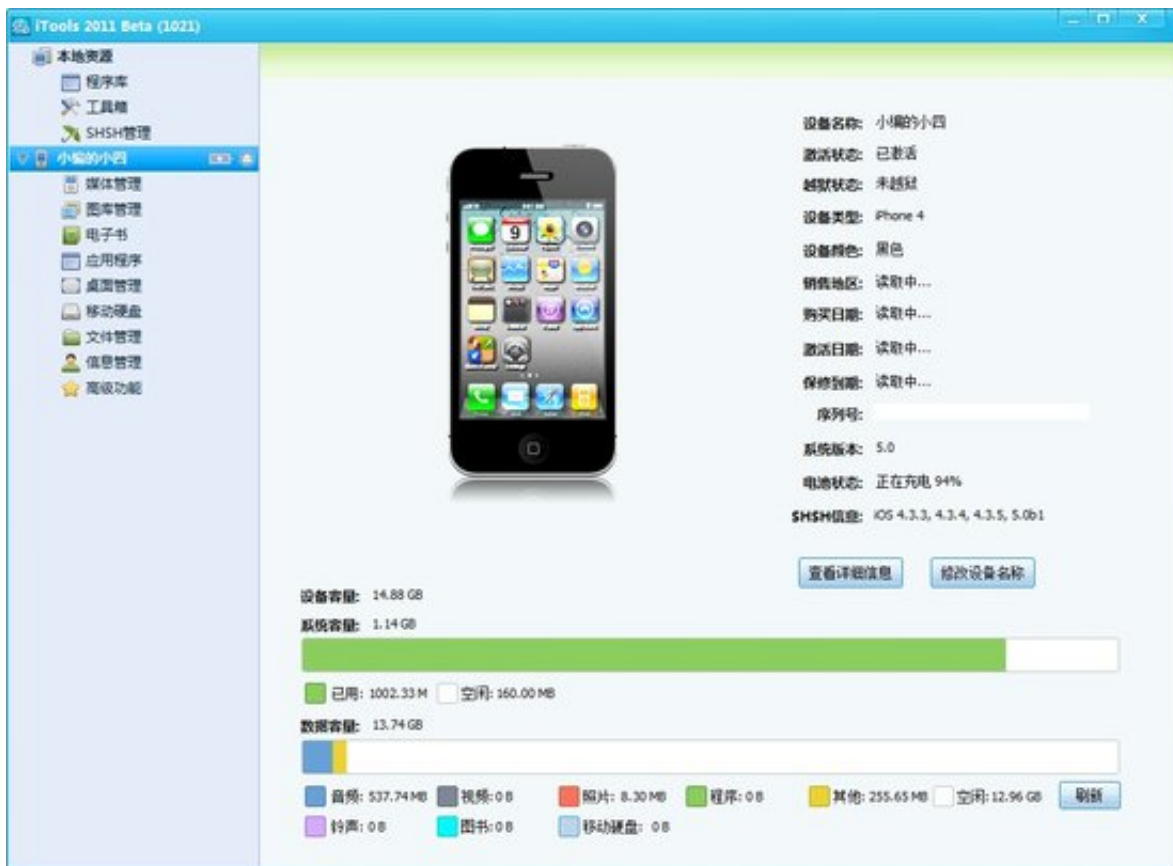 iTools 2011 Beta (1021)
本地资源
程序库
工具箱
SHSH管理
小编的小四
媒体管理
图库管理
电子书
应用程序
桌面管理
移动硬盘
文件管理
信息管理
高级功能
9
设备名称: 小编的小四
激活状态: 已激活
越狱状态: 未越狱
设备类型: iPhone 4
设备颜色: 黑色
销售地区: 读取中...
购买日期: 读取中...
激活日期: 读取中...
保修到期: 读取中...
序列号:
系统版本: 5.0
电池状态: 正在充电 94%
SHSH信息: iOS 4.3.3, 4.3.4, 4.3.5, 5.0b1
查看详细信息 修改设备名称
设备容量: 14.88 GB
系统容量: 1.14 GB
已用: 1002.33 M 空闲: 160.00 MB
数据容量: 13.74 GB
音频: 537.74 MB 视频: 0 B 照片: 8.30 MB 程序: 0 B 其他: 255.65 MB 空闲: 12.96 GB 刷新
铃声: 0 B 图书: 0 B 移动硬盘: 0 B